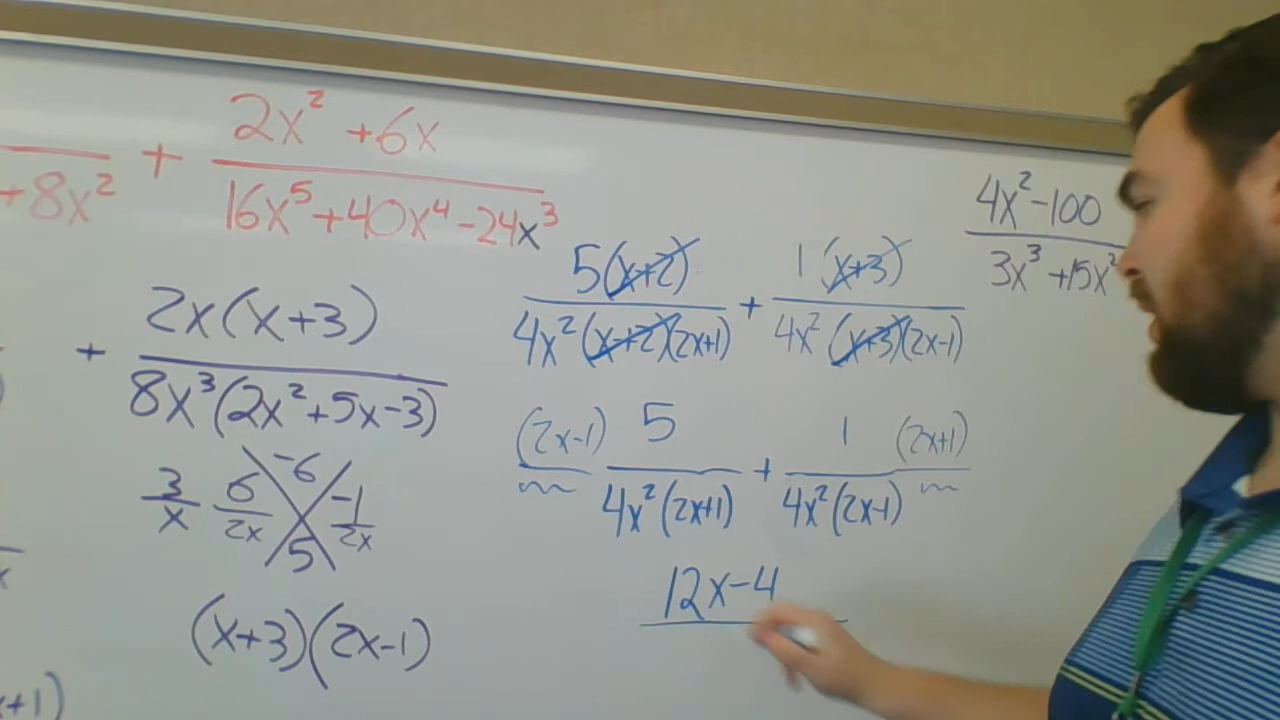 +8x² + (2x² + 6x)/(16x⁵ + 40x⁴ - 24x³)
(4x² - 100)/(3x³ + 15x²
+ 2x(x+3)/(8x³(2x² + 5x - 3))
5(x+2)/(4x²(x+2)(2x+1)) + 1(x+3)/(4x²(x+3)(2x-1))
(2x-1) 5/(4x²(2x+1)) + 1/(4x²(2x-1)) (2x+1)
3/x 6/2x -6 -1/2x 5
12x-4
(x+3)(2x-1)
+1)